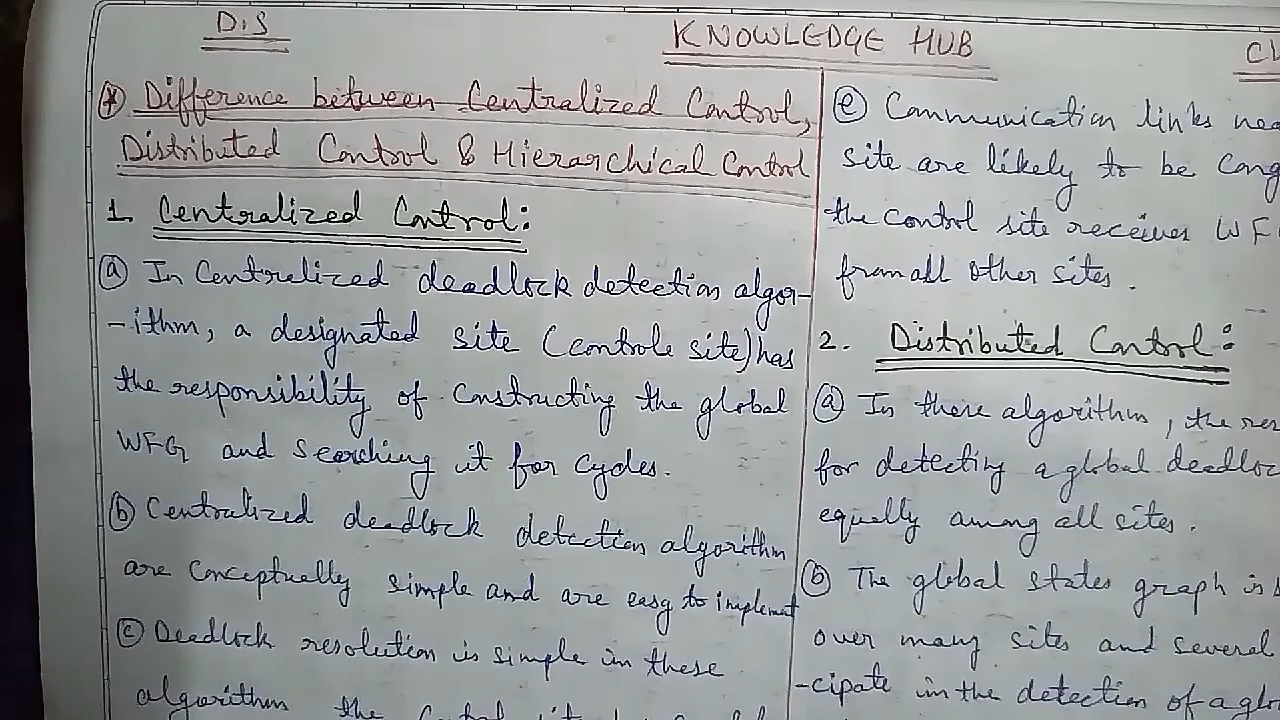 D.S
KNOWLEDGE HUB
* Difference between Centralized Control,
Distributed Control & Hierarchical Control
1. Centralized Control:
(a) In Centrelized deadlock detection algor-
-ithm, a designated site (controle site) has
the responsibility of Constructing the global
WFG and Searching it for Cycles.
(b) Centralized deadlock detection algorithm
are Conceptually simple and are easy to implement
(c) Deadlock resolution is simple in these
algorithm the Control
(e) Communication links
site are likely to be
the control site receives
from all other sites.
2. Distributed Control:
(a) In these algorithm, the
for detecting a global
equally among all sites.
(b) The global states graph is
over many sites and several
-cipate in the detection of a